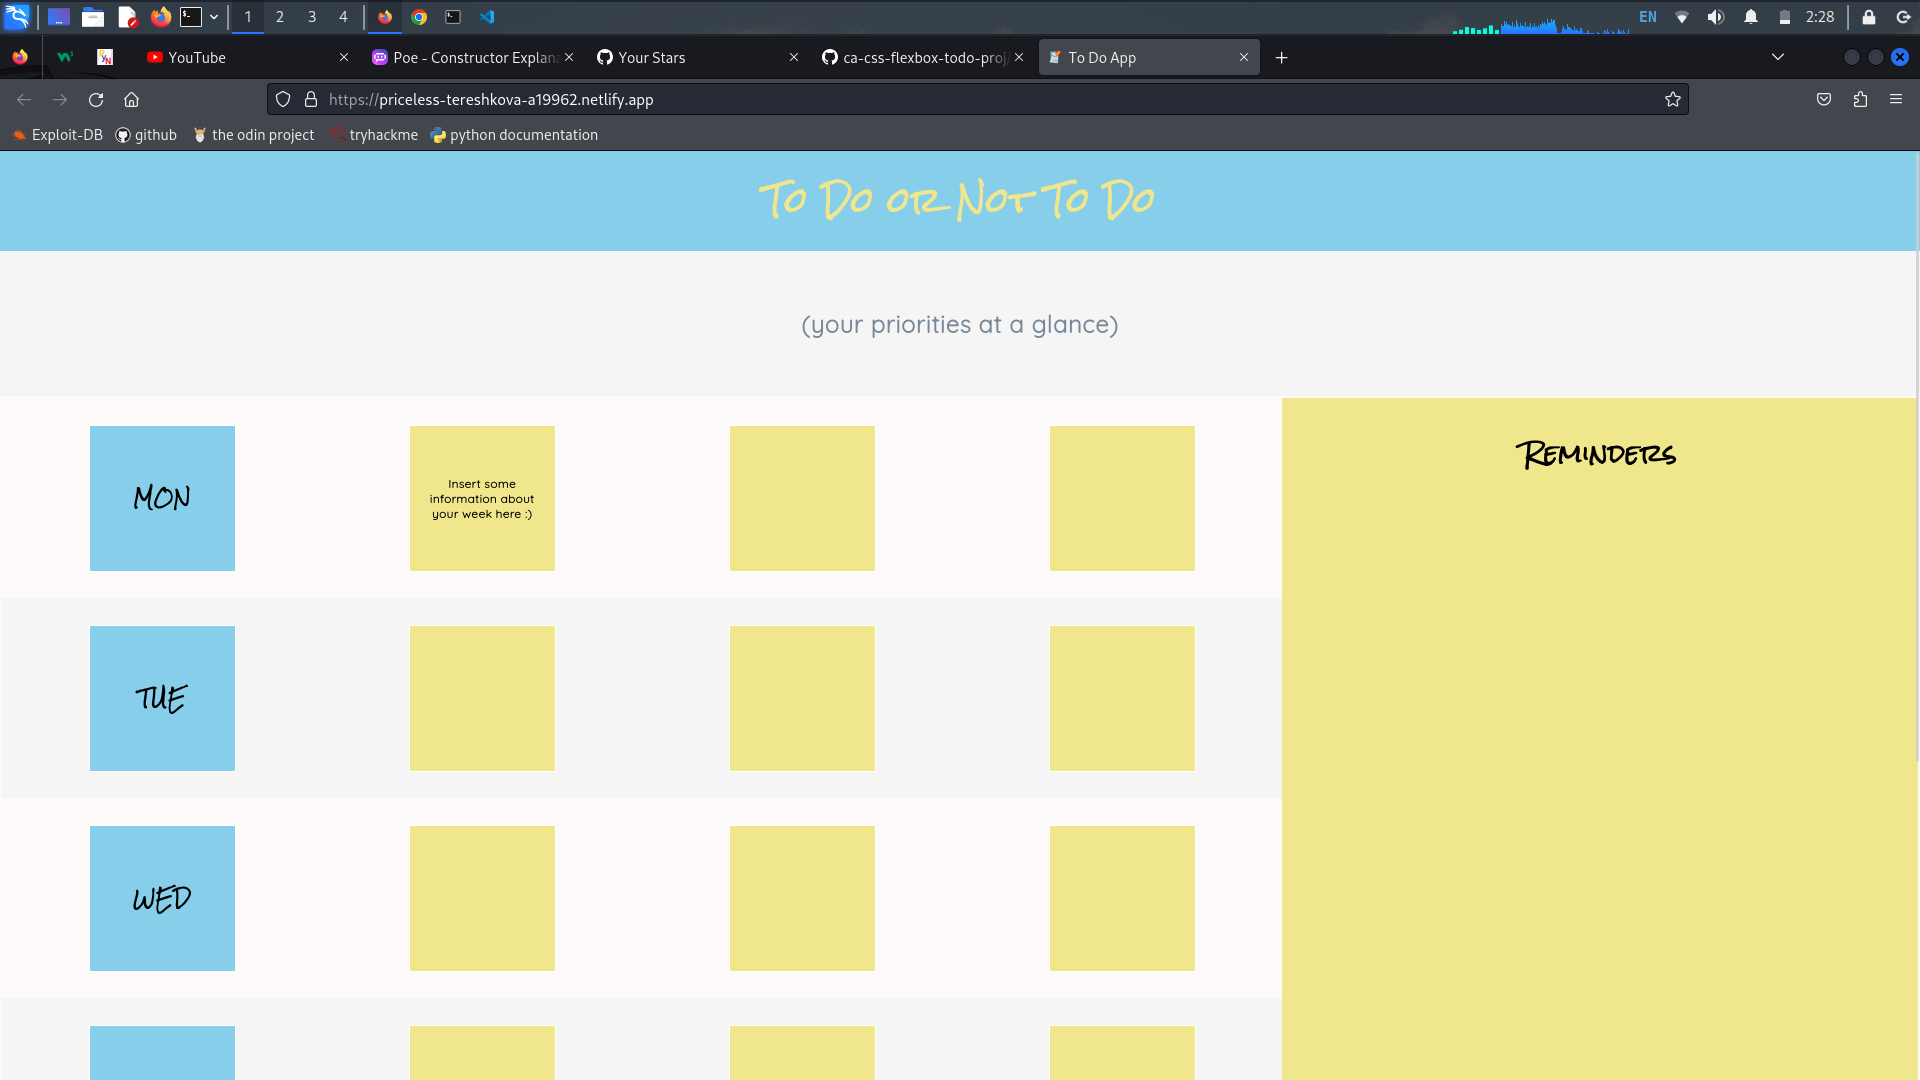 1 2 3 4
EN 2:28
YouTube
Poe - Constructor Explana
Your Stars
ca-css-flexbox-todo-proj
To Do App
https://priceless-tereshkova-a19962.netlify.app
Exploit-DB github the odin project tryhackme python documentation
To Do or Not To Do
(your priorities at a glance)
MON
Insert some
information about
your week here :)
Reminders
TUE
WED